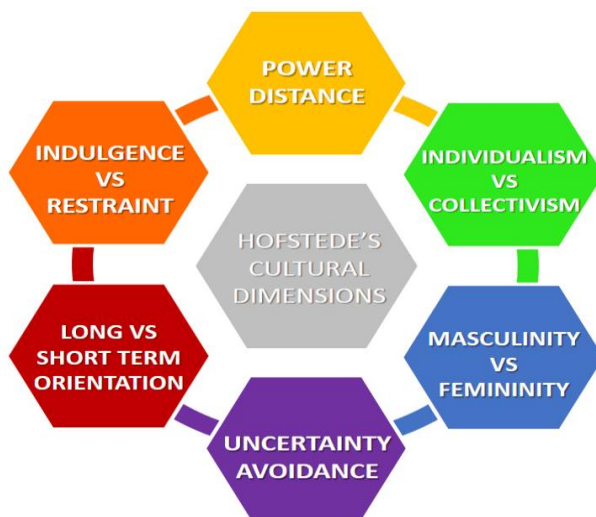 POWER
DISTANCE
INDIVIDUALISM
VS
COLLECTIVISM
MASCULINITY
VS
FEMININITY
UNCERTAINTY
AVOIDANCE
LONG VS
SHORT TERM
ORIENTATION
INDULGENCE
VS
RESTRAINT
HOFSTEDE'S
CULTURAL
DIMENSIONS